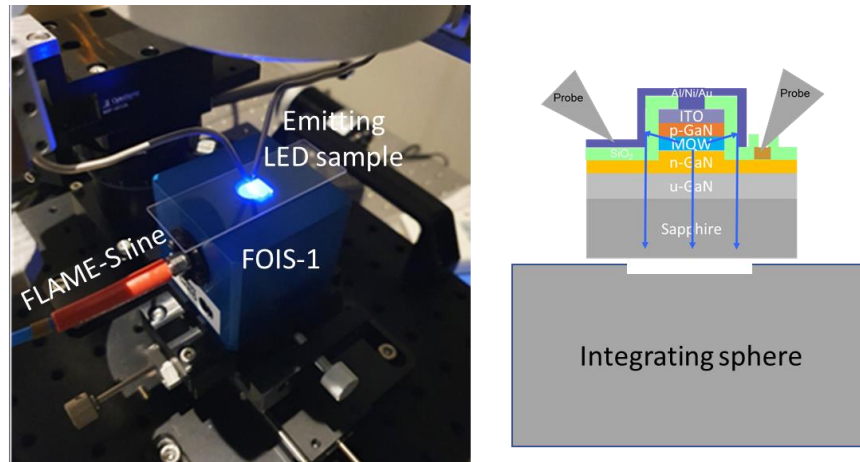 Emitting
LED sample
FOIS-1
FLAME-S line
Al/Ni/Au
Probe
Probe
ITO
p-GaN
MQW
SiO₂
n-GaN
u-GaN
Sapphire
Integrating sphere